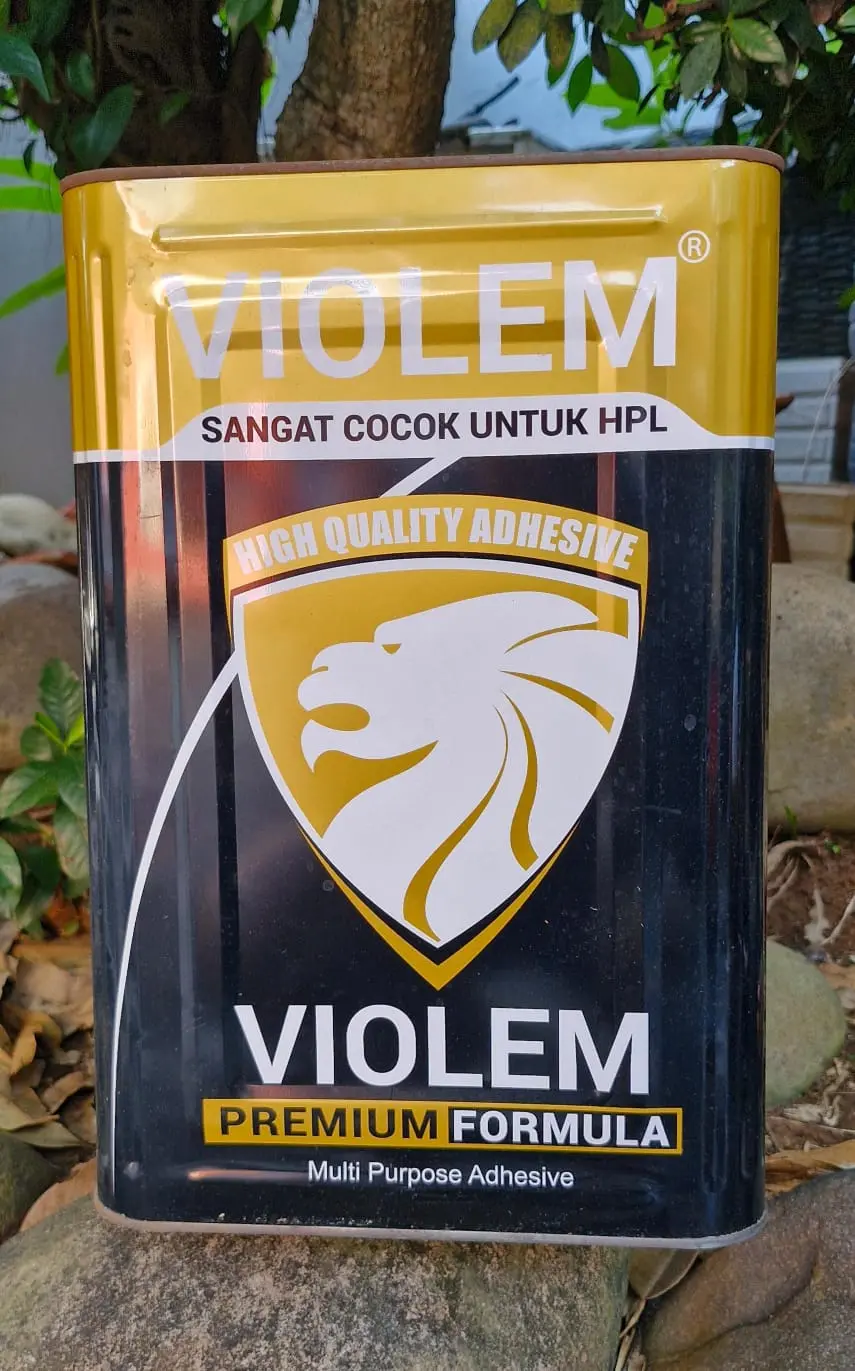 VIOLEM®
SANGAT COCOK UNTUK HPL
HIGH QUALITY ADHESIVE
VIOLEM
PREMIUM FORMULA
Multi Purpose Adhesive